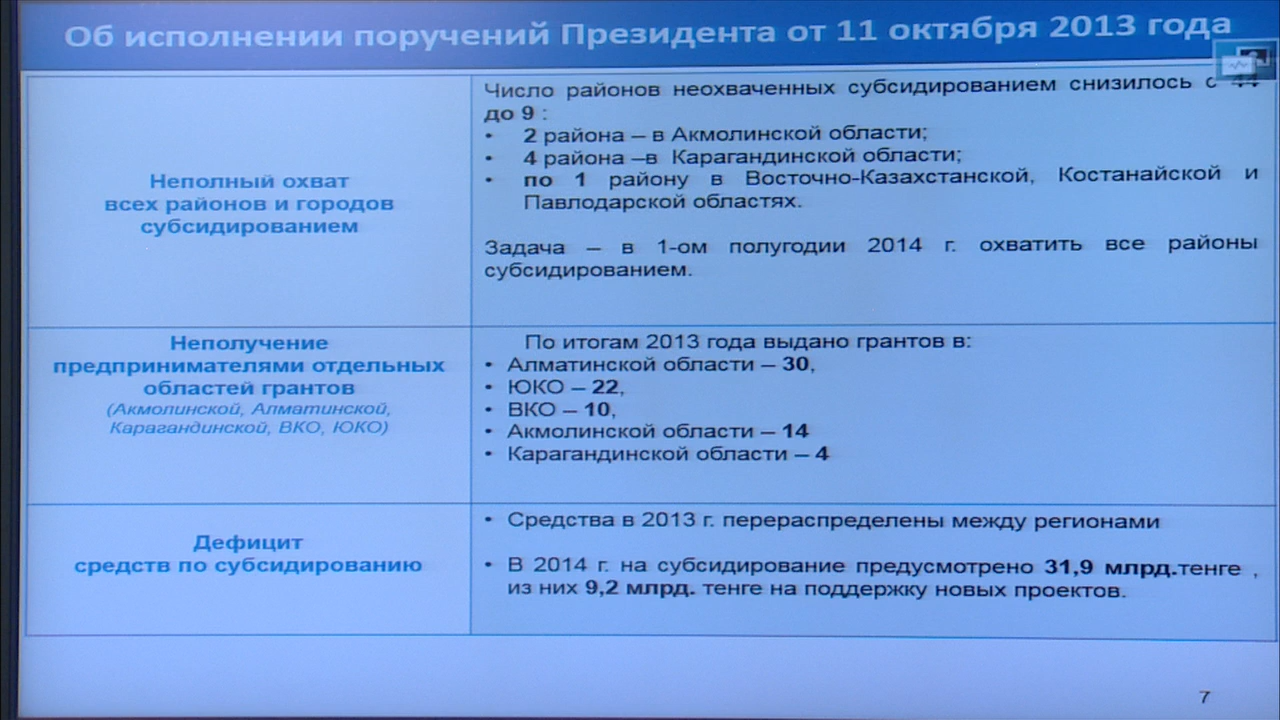 Об исполнении поручений Президента от 11 октября 2013 года
Неполный охват
всех районов и городов
субсидированием
Число районов неохваченных субсидированием снизилось с 44
до 9 :
• 2 района – в Акмолинской области;
• 4 района –в Карагандинской области;
• по 1 району в Восточно-Казахстанской, Костанайской и
Павлодарской областях.
Задача – в 1-ом полугодии 2014 г. охватить все районы
субсидированием.
Неполучение
предпринимателями отдельных
областей грантов
(Акмолинской, Алматинской,
Карагандинской, ВКО, ЮКО)
По итогам 2013 года выдано грантов в:
• Алматинской области – 30,
• ЮКО – 22,
• ВКО – 10,
• Акмолинской области – 14
• Карагандинской области – 4
Дефицит
средств по субсидированию
• Средства в 2013 г. перераспределены между регионами
• В 2014 г. на субсидирование предусмотрено 31,9 млрд.тенге ,
из них 9,2 млрд. тенге на поддержку новых проектов.
7